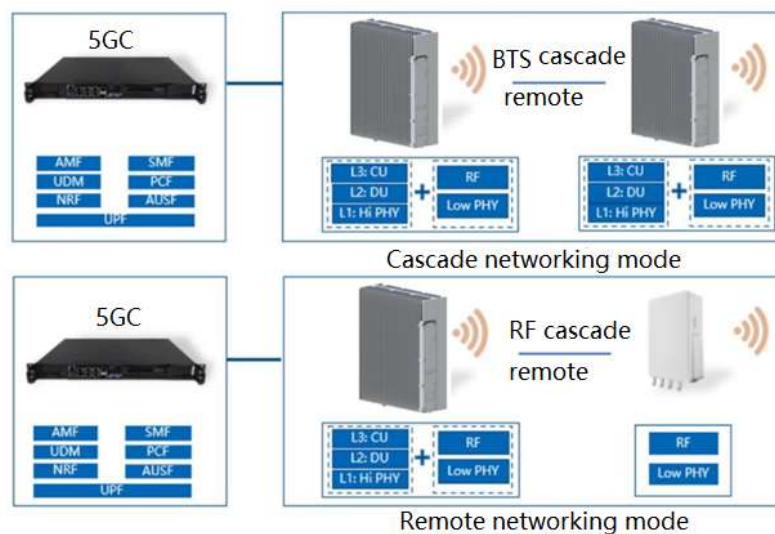 5GC
BTS cascade
remote
AMF SMF
UDM PCF
NRF AUSF
UPF
L3: CU
L2: DU
L1: Hi PHY
+
RF
Low PHY
L3: CU
L2: DU
L1: Hi PHY
+
RF
Low PHY
Cascade networking mode
5GC
RF cascade
remote
AMF SMF
UDM PCF
NRF AUSF
UPF
L3: CU
L2: DU
L1: Hi PHY
+
RF
Low PHY
RF
Low PHY
Remote networking mode